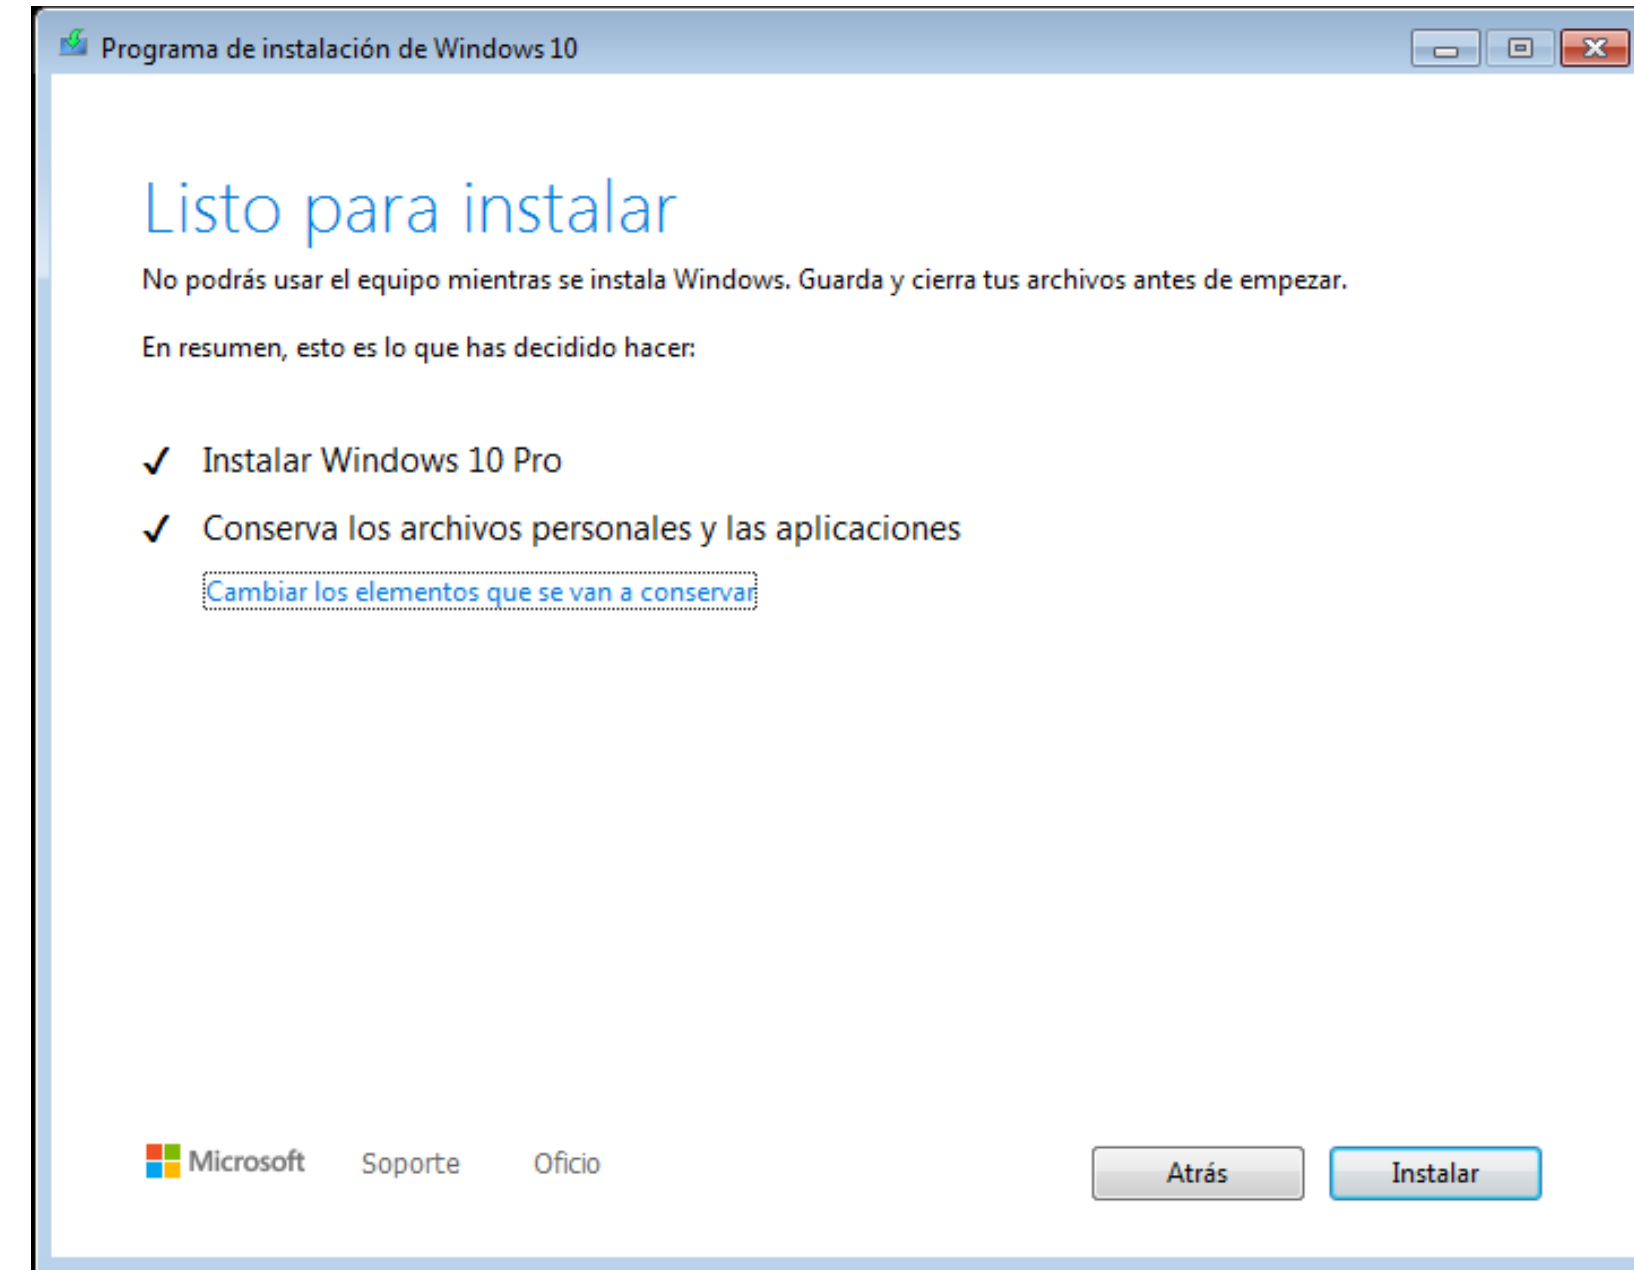 Programa de instalación de Windows 10
Listo para instalar
No podrás usar el equipo mientras se instala Windows. Guarda y cierra tus archivos antes de empezar.
En resumen, esto es lo que has decidido hacer:
Instalar Windows 10 Pro
Conserva los archivos personales y las aplicaciones
Cambiar los elementos que se van a conservar
Microsoft Soporte Oficio Atrás Instalar